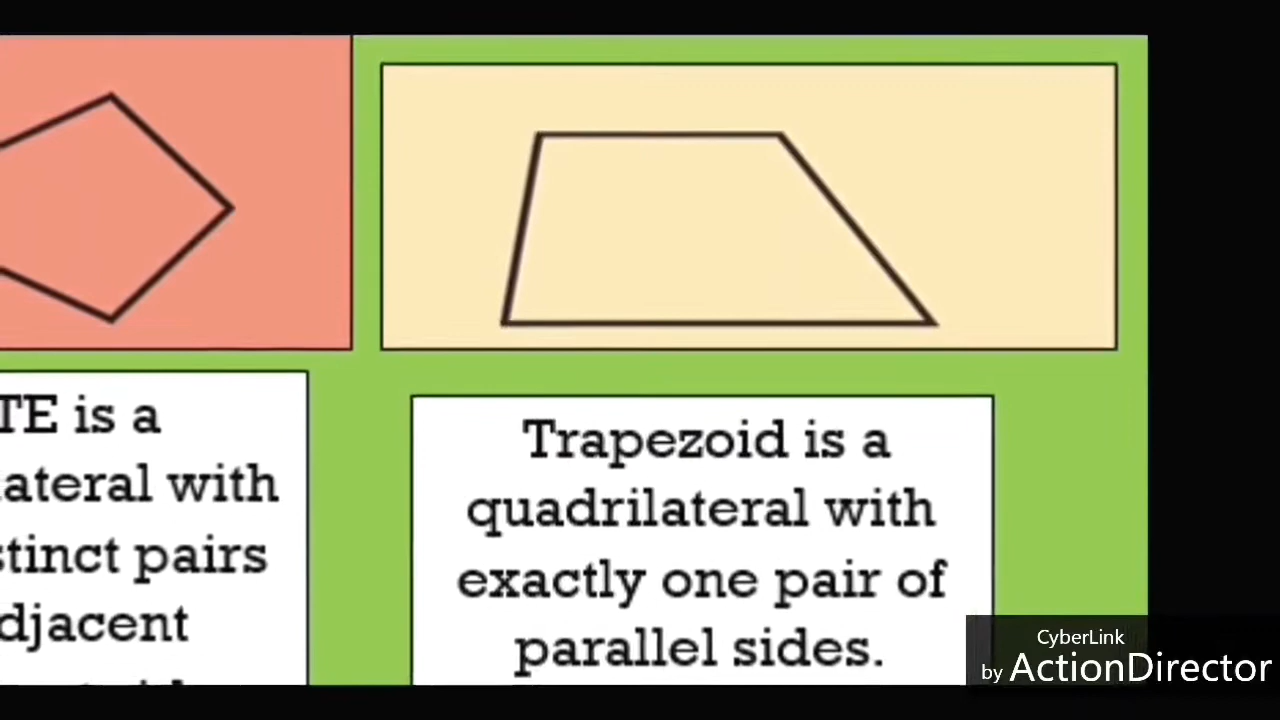 TE is a
lateral with
stinct pairs
djacent
Trapezoid is a
quadrilateral with
exactly one pair of
parallel sides.
CyberLink
by ActionDirector